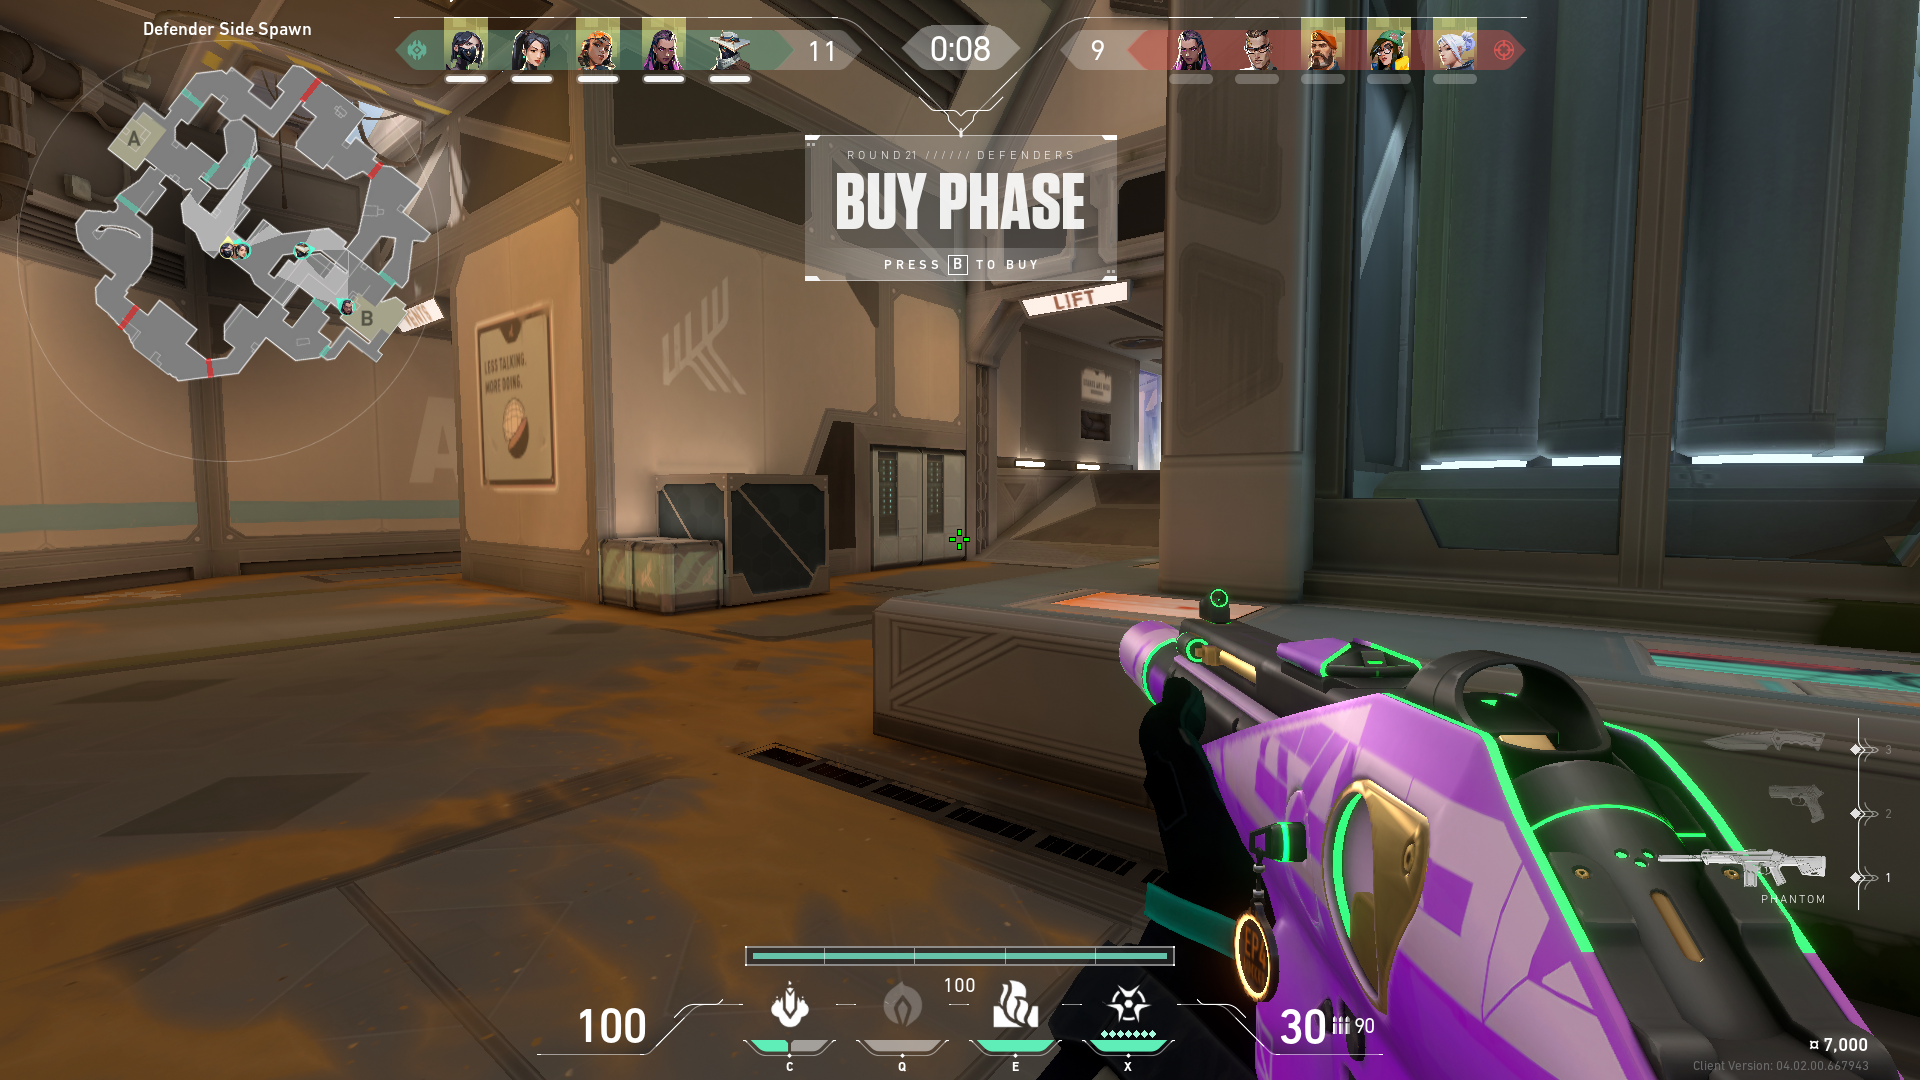 Defender Side Spawn
11
0:08
9
ROUND 21 ////// DEFENDERS
BUY PHASE
PRESS B TO BUY
A
B
LIFT
LESS TALKING.
MORE DOING.
A
3
2
1
PHANTOM
100
100
30
90
C
Q
E
X
¤ 7,000
Client Version: 04.02.00.667943